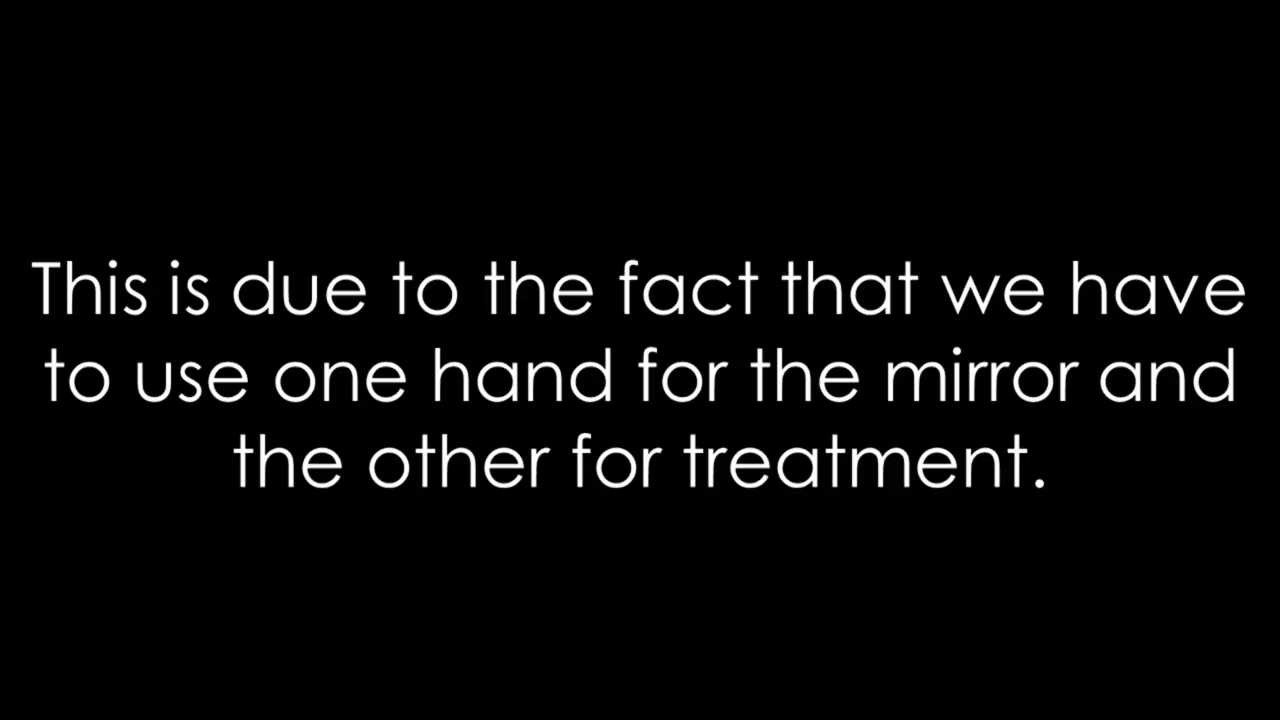 This is due to the fact that we have
to use one hand for the mirror and
the other for treatment.